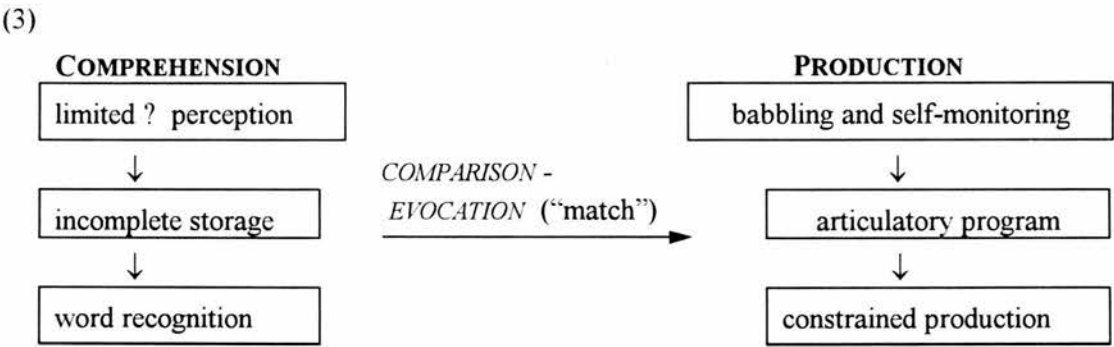 (3)
COMPREHENSION PRODUCTION
limited ? perception babbling and self-monitoring
↓ ↓
COMPARISON -
incomplete storage EVOCATION ("match") articulatory program
↓ ↓
word recognition constrained production